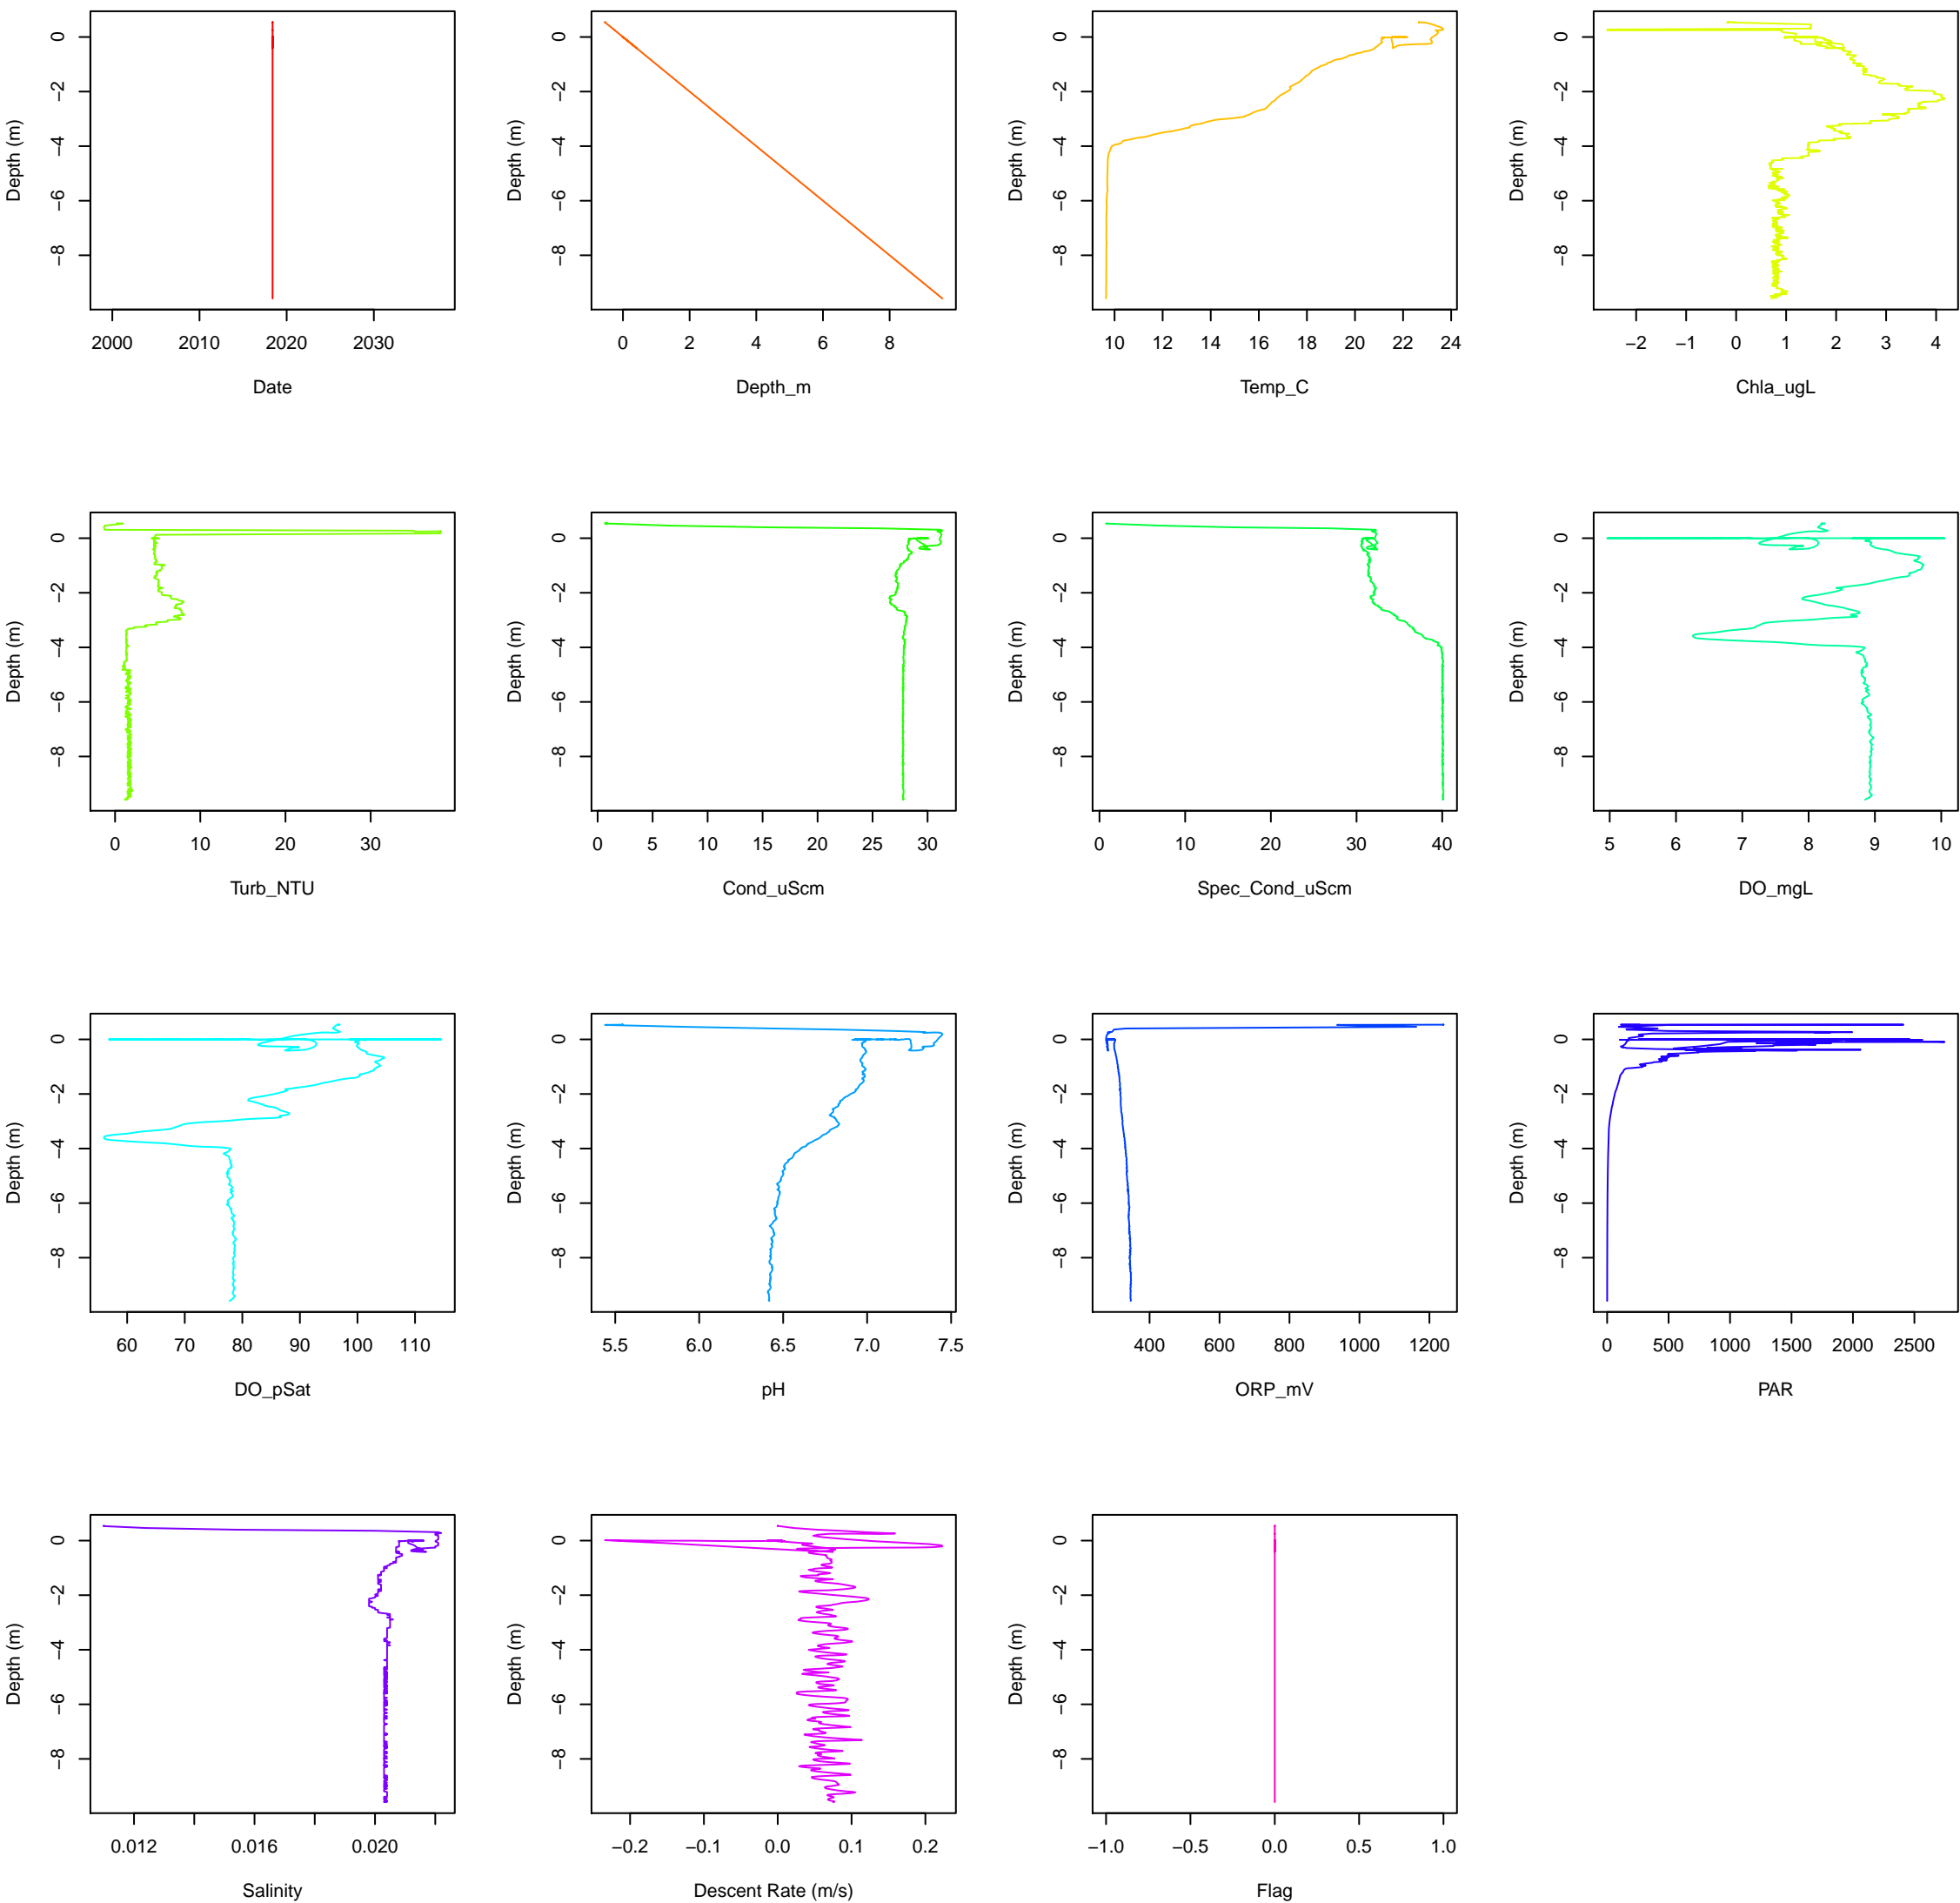 Depth (m)
0
−2
−4
−6
−8
2000 2010 2020 2030
Date
Depth (m)
0
−2
−4
−6
−8
0 2 4 6 8
Depth_m
Depth (m)
0
−2
−4
−6
−8
10 12 14 16 18 20 22 24
Temp_C
Depth (m)
0
−2
−4
−6
−8
−2 −1 0 1 2 3 4
Chla_ugL
Depth (m)
0
−2
−4
−6
−8
0 10 20 30
Turb_NTU
Depth (m)
0
−2
−4
−6
−8
0 5 10 15 20 25 30
Cond_uScm
Depth (m)
0
−2
−4
−6
−8
0 10 20 30 40
Spec_Cond_uScm
Depth (m)
0
−2
−4
−6
−8
5 6 7 8 9 10
DO_mgL
Depth (m)
0
−2
−4
−6
−8
60 70 80 90 100 110
DO_pSat
Depth (m)
0
−2
−4
−6
−8
5.5 6.0 6.5 7.0 7.5
pH
Depth (m)
0
−2
−4
−6
−8
400 600 800 1000 1200
ORP_mV
Depth (m)
0
−2
−4
−6
−8
0 500 1000 1500 2000 2500
PAR
Depth (m)
0
−2
−4
−6
−8
0.012 0.016 0.020
Salinity
Depth (m)
0
−2
−4
−6
−8
−0.2 −0.1 0.0 0.1 0.2
Descent Rate (m/s)
Depth (m)
0
−2
−4
−6
−8
−1.0 −0.5 0.0 0.5 1.0
Flag